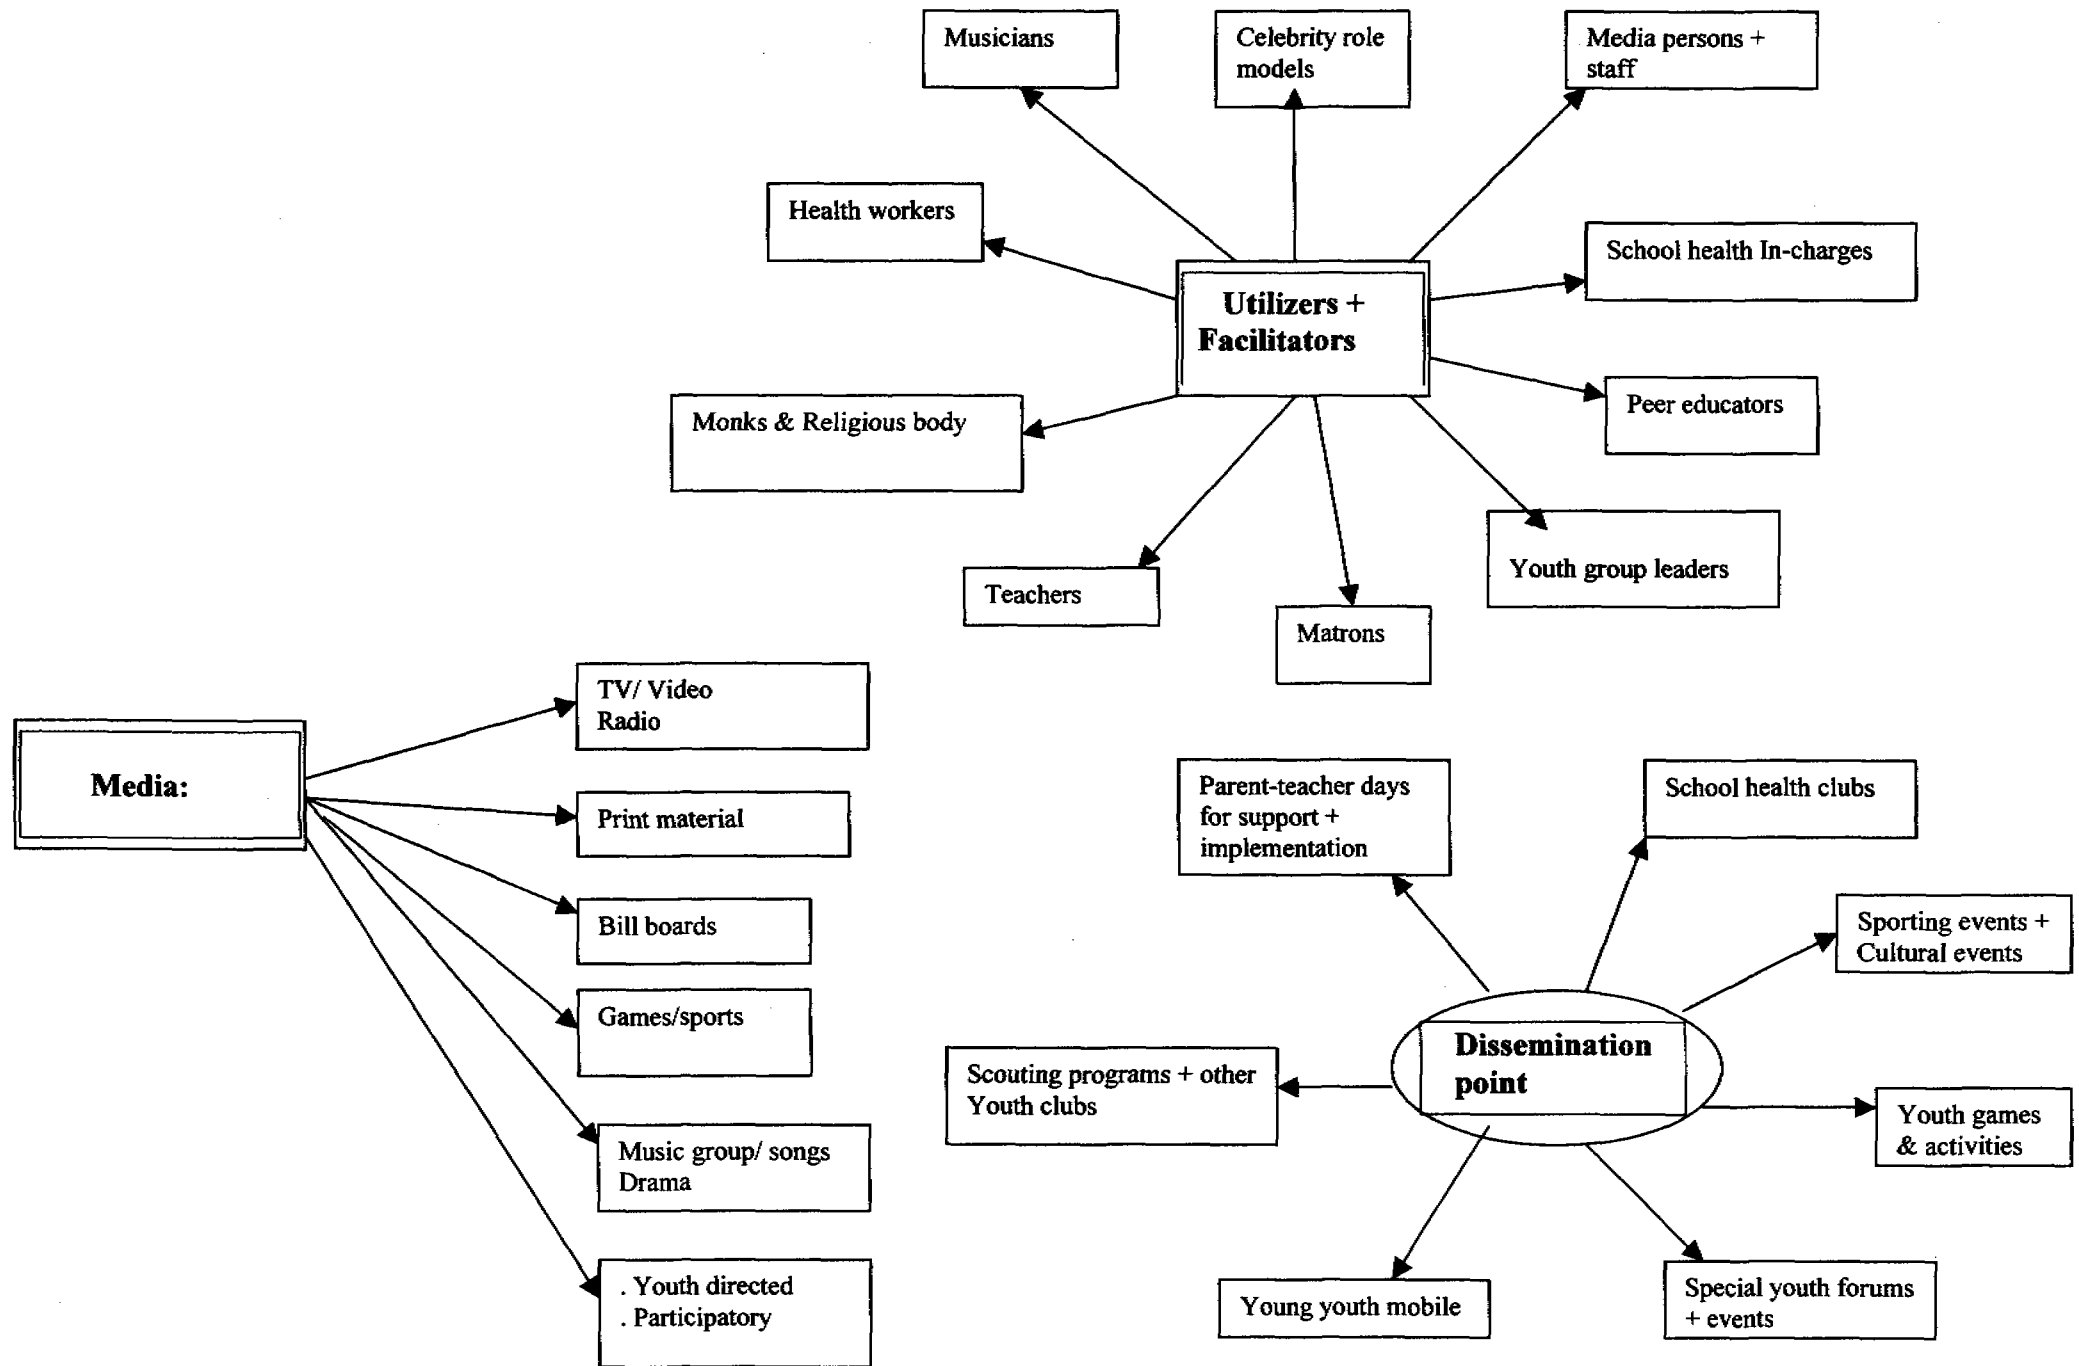 Musicians
Celebrity role
models
Media persons +
staff
Health workers
School health In-charges
Utilizers +
Facilitators
Monks & Religious body
Peer educators
Teachers
Matrons
Youth group leaders
Media:
TV/ Video
Radio
Print material
Bill boards
Games/sports
Music group/ songs
Drama
. Youth directed
. Participatory
Parent-teacher days
for support +
implementation
School health clubs
Sporting events +
Cultural events
Dissemination
point
Scouting programs + other
Youth clubs
Youth games
& activities
Young youth mobile
Special youth forums
+ events